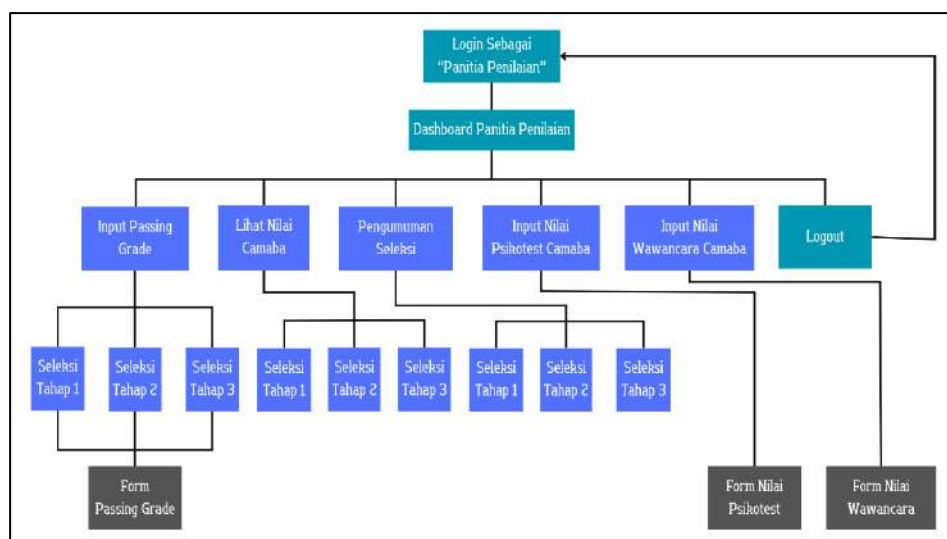 Login Sebagai
"Panitia Penilaian"
Dashboard Panitia Penilaian
Input Passing
Grade
Lihat Nilai
Camaba
Pengumuman
Seleksi
Input Nilai
Psikotest Camaba
Input Nilai
Wawancara Camaba
Logout
Seleksi
Tahap 1
Seleksi
Tahap 2
Seleksi
Tahap 3
Seleksi
Tahap 1
Seleksi
Tahap 2
Seleksi
Tahap 3
Seleksi
Tahap 1
Seleksi
Tahap 2
Seleksi
Tahap 3
Form
Passing Grade
Form Nilai
Psikotest
Form Nilai
Wawancara